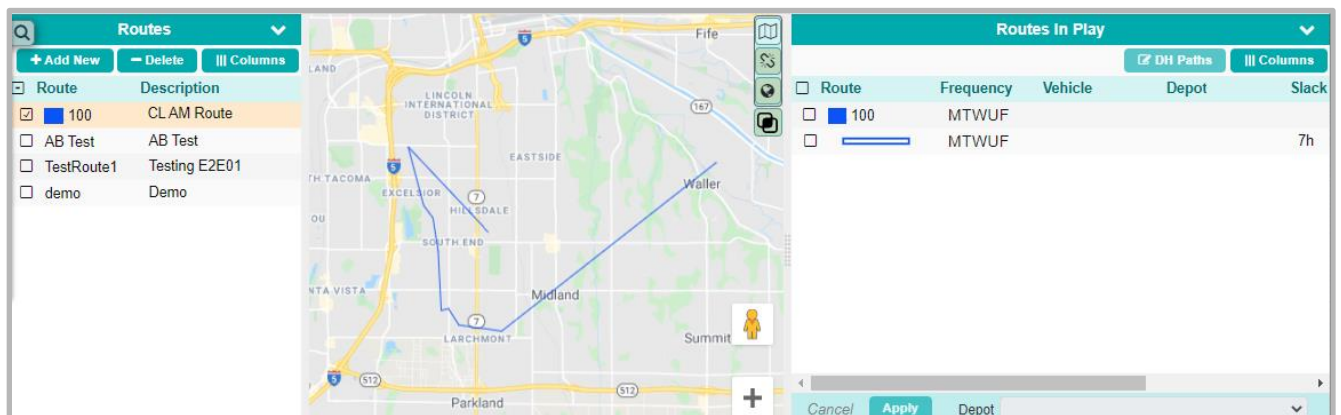 Routes
+ Add New
− Delete
Columns
Route Description
100 CL AM Route
AB Test AB Test
TestRoute1 Testing E2E01
demo Demo
5
Fife
LAND
LINCOLN
INTERNATIONAL
DISTRICT
167
EASTSIDE
5
TH TACOMA
EXCELSIOR
7
HILLSDALE
Waller
OU
SOUTH END
NTA VISTA
Midland
7
LARCHMONT
Summit
5
512
512
Parkland
+
Routes In Play
DH Paths
Columns
Route Frequency Vehicle Depot Slack
100 MTWUF
MTWUF 7h
Cancel Apply Depot